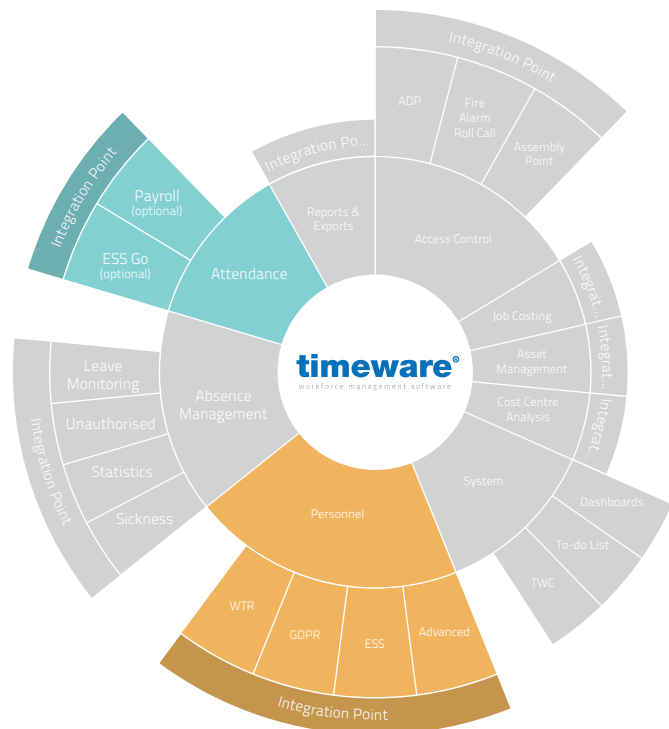 Integration Point
ADP
Fire
Alarm
Roll Call
Assembly
Point
Access Control
Integration Po...
Reports &
Exports
Integration Point
Payroll
(optional)
ESS Go
(optional)
Attendance
Integrat...
Job Costing
Integrat...
Asset
Management
Integrat...
Cost Centre
Analysis
timeware®
workforce management software
Absence
Management
Leave
Monitoring
Unauthorised
Statistics
Sickness
Integration Point
System
Dashboards
To-do List
TWC
Personnel
WTR
GDPR
ESS
Advanced
Integration Point